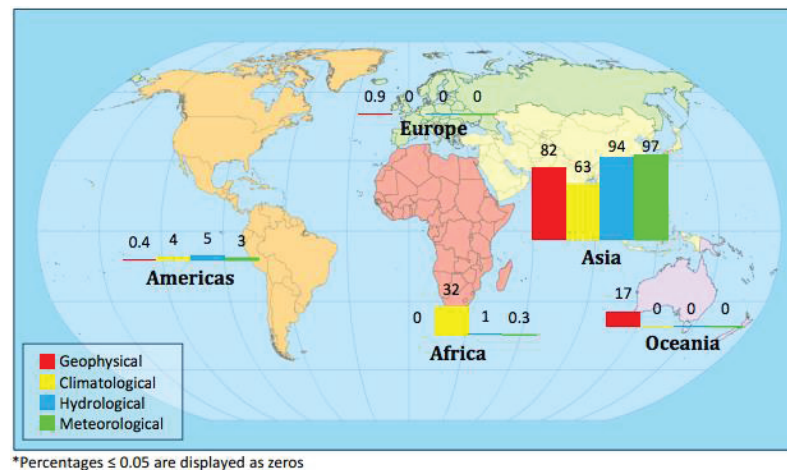 0.9 0 0 0
Europe
82 63 94 97
Asia
0.4 4 5 3
Americas
32
0 1 0.3
Africa
17 0 0 0
Oceania
Geophysical
Climatological
Hydrological
Meteorological
*Percentages ≤ 0.05 are displayed as zeros